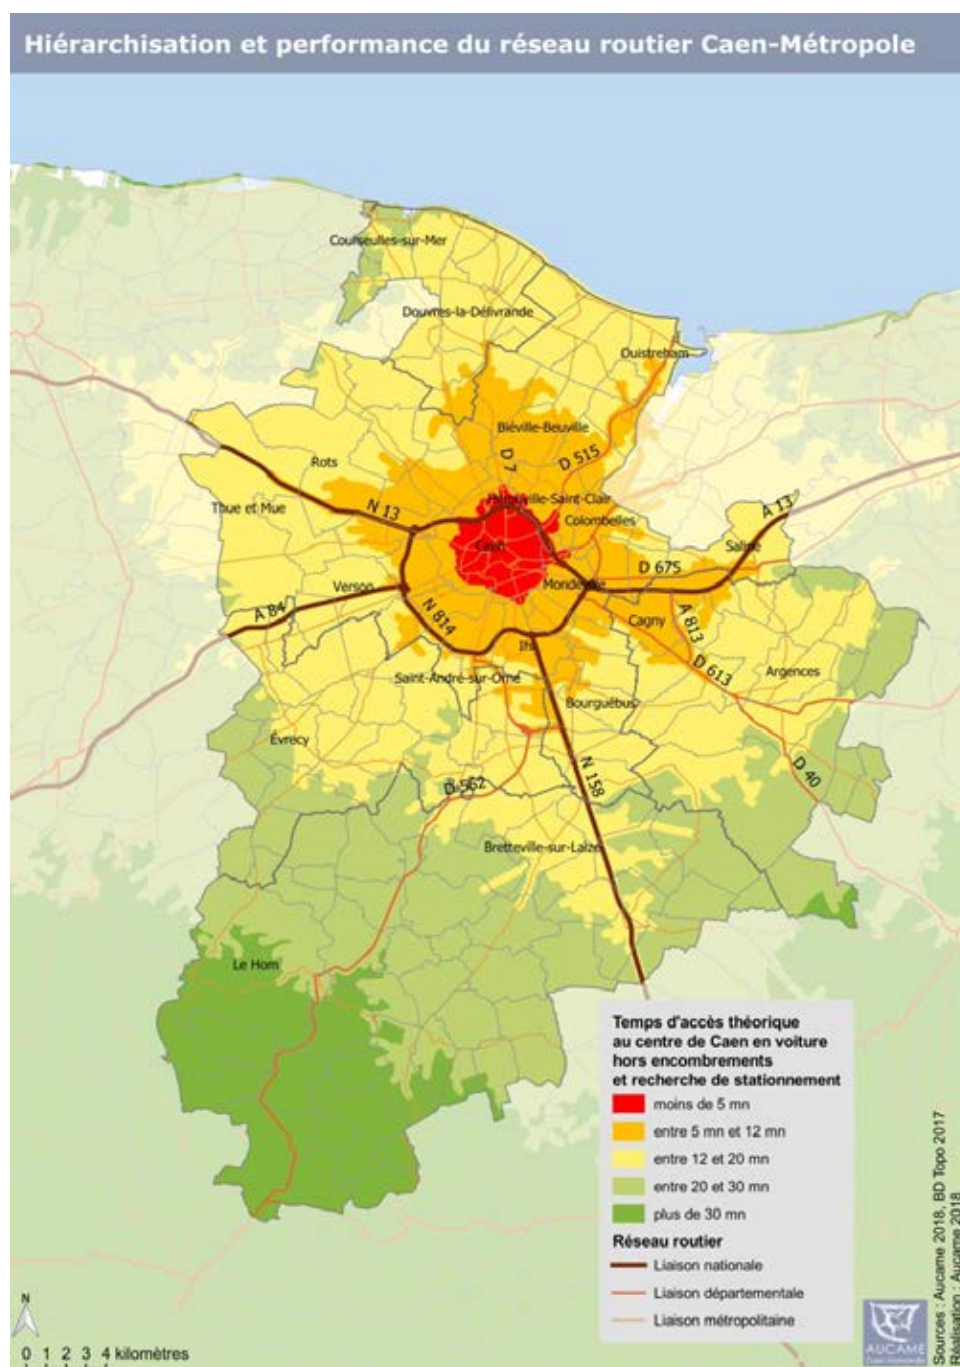 Hiérarchisation et performance du réseau routier Caen-Métropole
Courseulles-sur-Mer
Douvres-la-Délivrande
Ouistreham
Biéville-Beuville
D 7
D 515
Rots
Hérouville-Saint-Clair
Thue et Mue
N 13
Colombelles
A 13
Caen
Saline
D 675
Verson
Mondeville
A 84
N 814
Cagny
A 813
Ifs
D 613
Saint-André-sur-Orne
Argences
Bourguébus
Évrecy
D 562
N 158
D 40
Bretteville-sur-Laize
Le Hom
Temps d'accès théorique
au centre de Caen en voiture
hors encombrements
et recherche de stationnement
moins de 5 mn
entre 5 mn et 12 mn
entre 12 et 20 mn
entre 20 et 30 mn
plus de 30 mn
Réseau routier
Liaison nationale
Liaison départementale
Liaison métropolitaine
N
0 1 2 3 4 kilomètres
AUCAME
Sources : Aucame 2018, BD Topo 2017
Réalisation : Aucame 2018